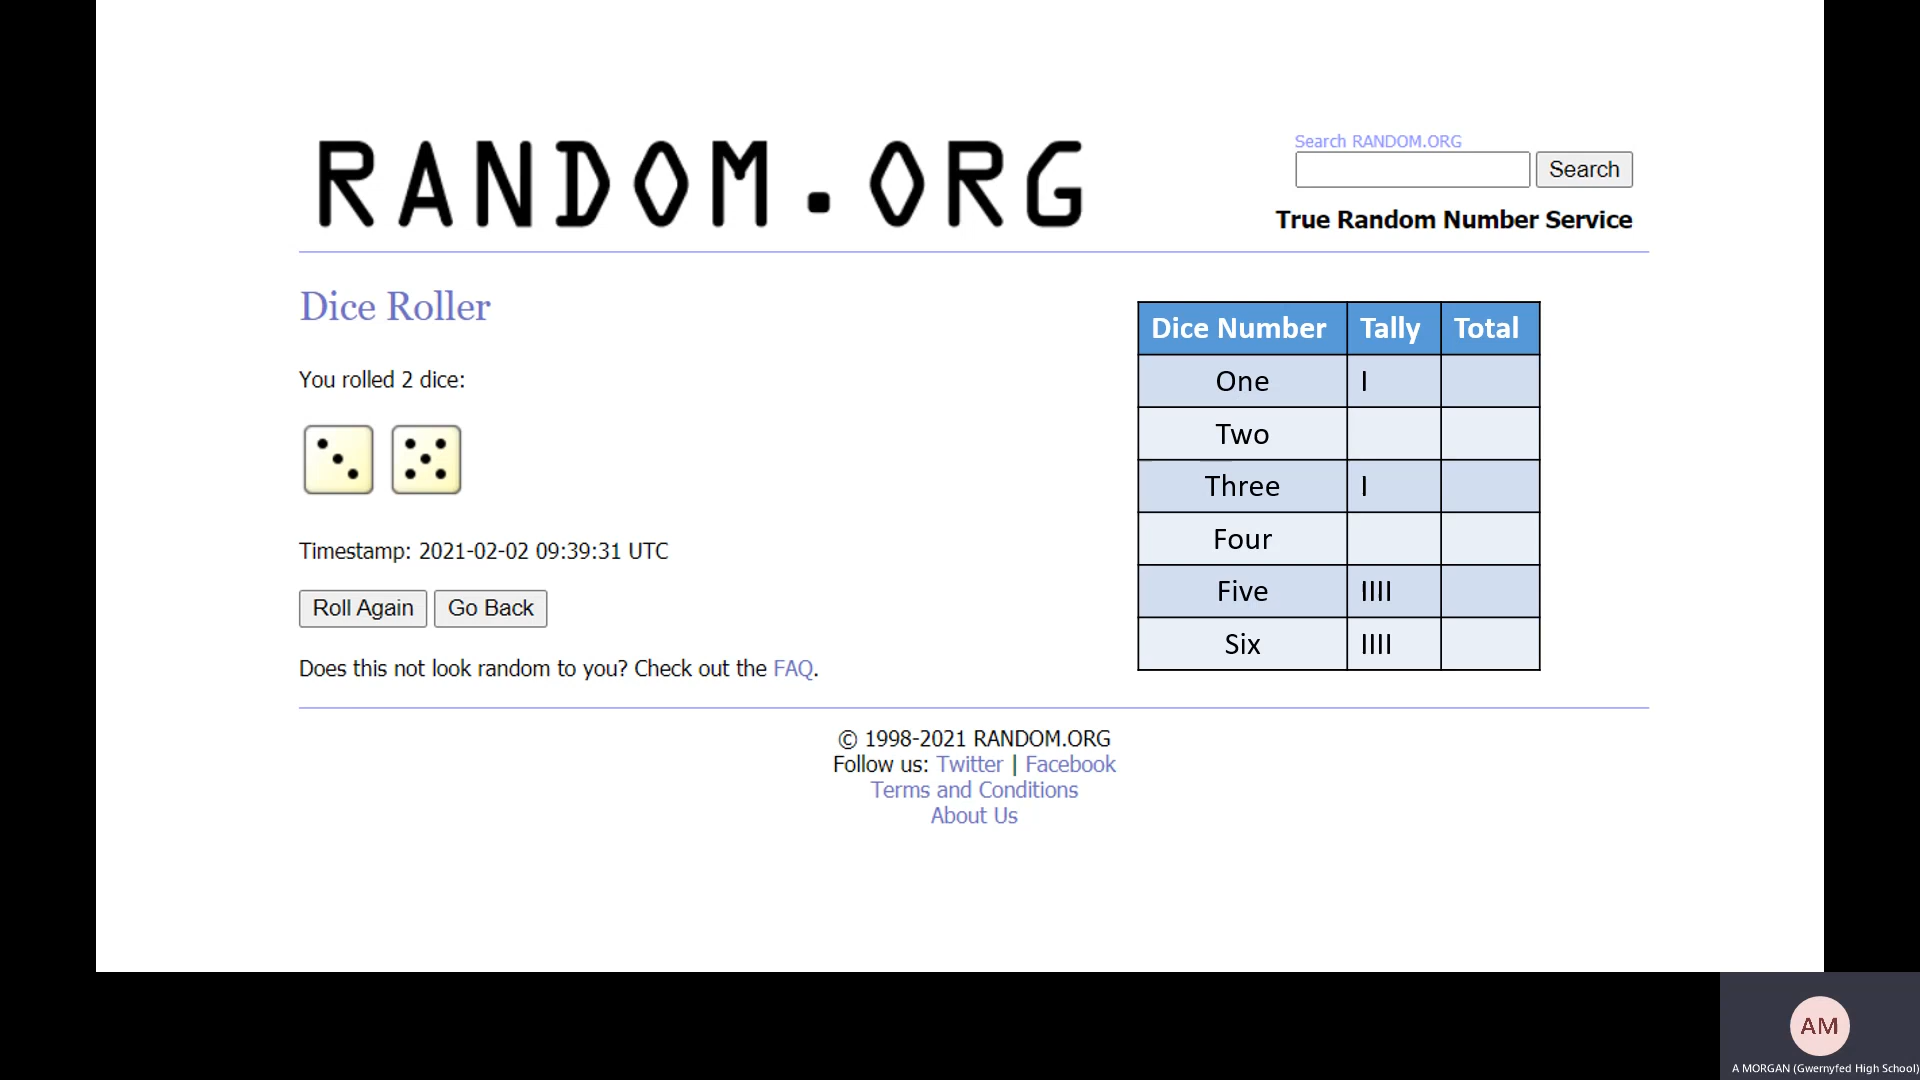 RANDOM.ORG
Search RANDOM.ORG
Search
True Random Number Service
Dice Roller
You rolled 2 dice:
Timestamp: 2021-02-02 09:39:31 UTC
Roll Again Go Back
Does this not look random to you? Check out the FAQ.
Dice Number Tally Total
One I
Two
Three I
Four
Five IIII
Six IIII
© 1998-2021 RANDOM.ORG
Follow us: Twitter | Facebook
Terms and Conditions
About Us
AM
A MORGAN (Gwernyfed High School)